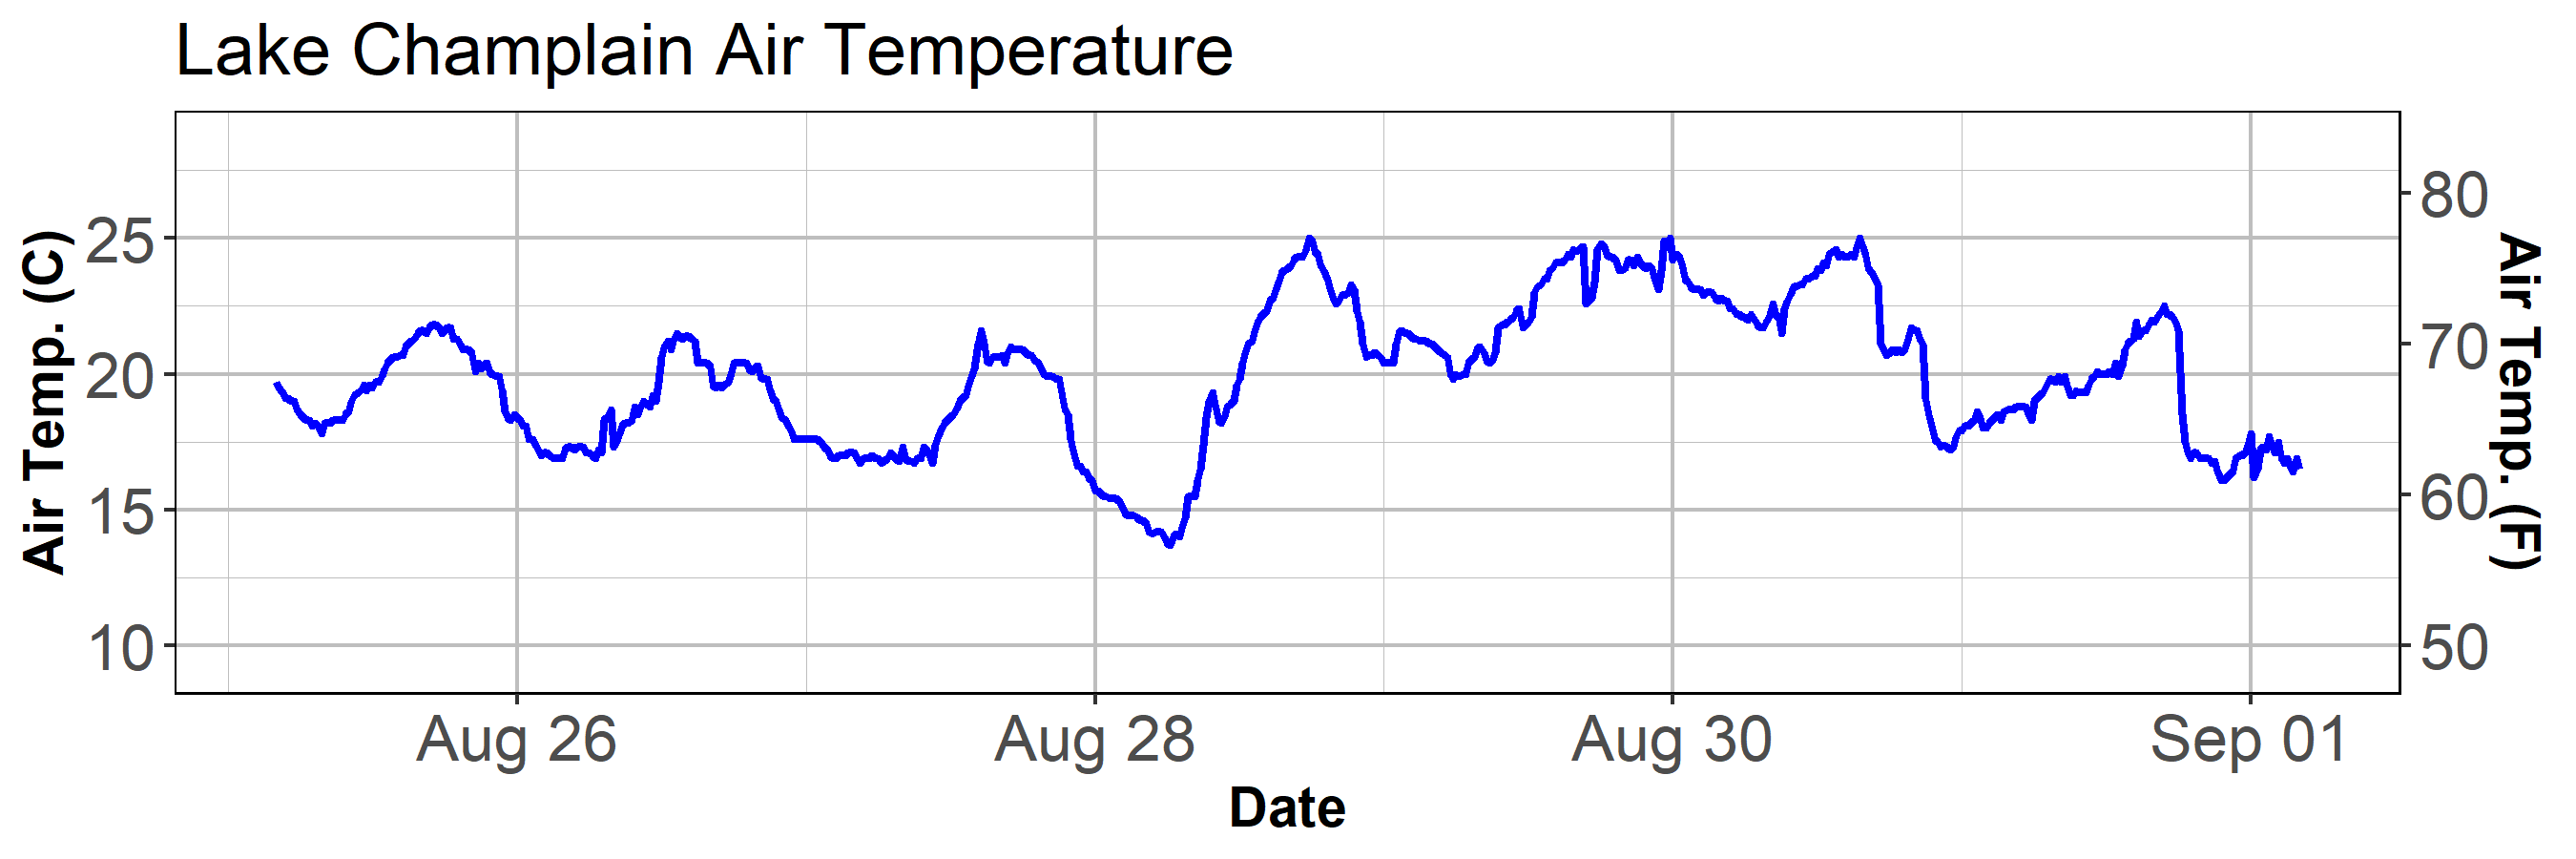 Lake Champlain Air Temperature
Air Temp. (C)
25
20
15
10
80
70
60
50
Air Temp. (F)
Aug 26
Aug 28
Aug 30
Sep 01
Date